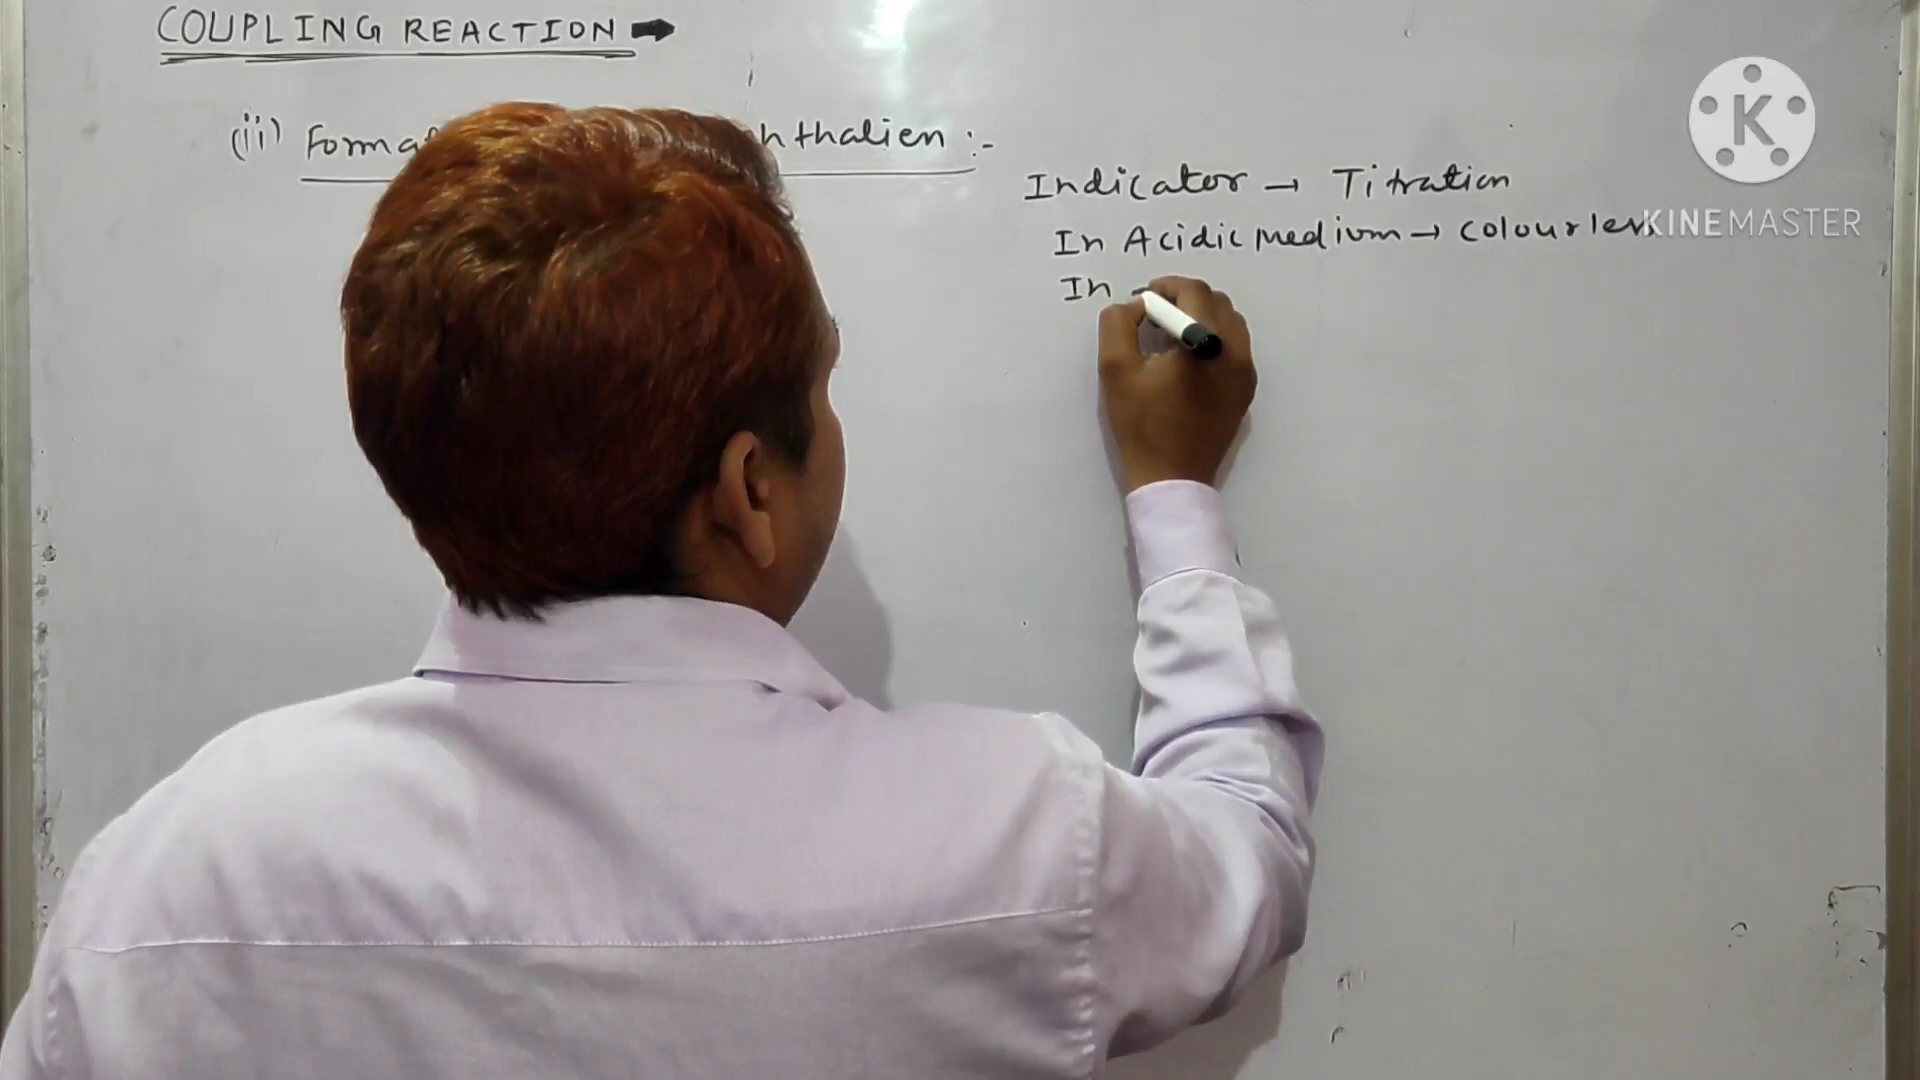 COUPLING REACTION →
(ii) Forma hthalien :-
Indicator → Titration
In Acidic Medium → Colourless
In
K
KINEMASTER